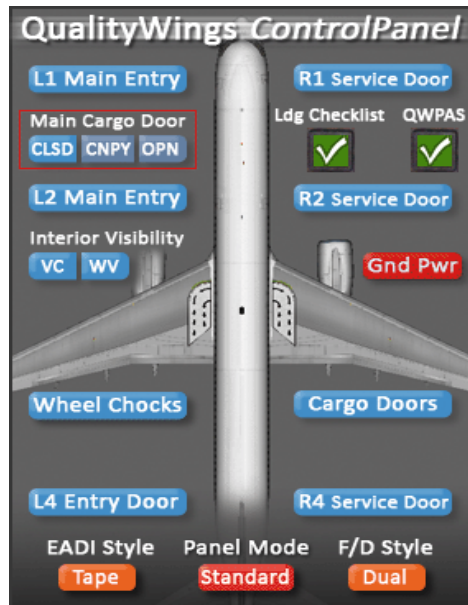 QualityWings ControlPanel
L1 Main Entry
R1 Service Door
Main Cargo Door
Ldg Checklist QWPAS
CLSD CNPY OPN
L2 Main Entry
R2 Service Door
Interior Visibility
VC WV
Gnd Pwr
Wheel Chocks
Cargo Doors
L4 Entry Door
R4 Service Door
EADI Style Panel Mode F/D Style
Tape Standard Dual